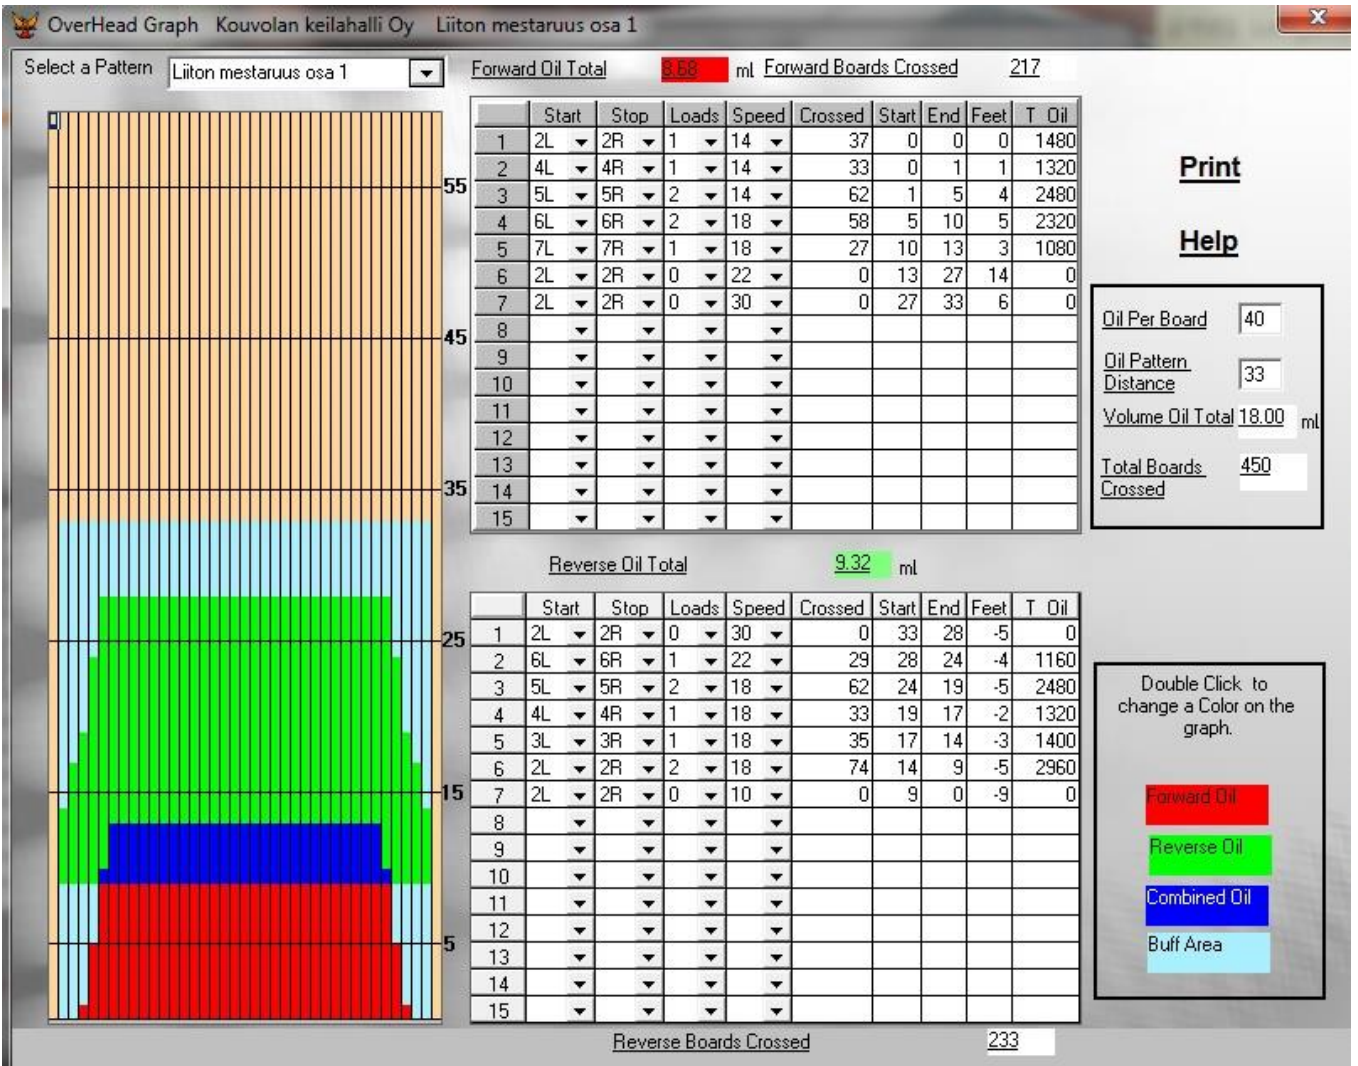 OverHead Graph Kouvolan keilahalli Oy Liiton mestaruus osa 1
X
Select a Pattern Liiton mestaruus osa 1
Forward Oil Total 8.68 ml Forward Boards Crossed 217
Start Stop Loads Speed Crossed Start End Feet T Oil
1 2L 2R 1 14 37 0 0 0 1480
2 4L 4R 1 14 33 0 1 1 1320
3 5L 5R 2 14 62 1 5 4 2480
4 6L 6R 2 18 58 5 10 5 2320
5 7L 7R 1 18 27 10 13 3 1080
6 2L 2R 0 22 0 13 27 14 0
7 2L 2R 0 30 0 27 33 6 0
8
9
10
11
12
13
14
15
55
45
35
25
15
5
Print
Help
Oil Per Board 40
Oil Pattern
Distance 33
Volume Oil Total 18.00 ml
Total Boards 450
Crossed
Reverse Oil Total 9.32 ml
Start Stop Loads Speed Crossed Start End Feet T Oil
1 2L 2R 0 30 0 33 28 -5 0
2 6L 6R 1 22 29 28 24 -4 1160
3 5L 5R 2 18 62 24 19 -5 2480
4 4L 4R 1 18 33 19 17 -2 1320
5 3L 3R 1 18 35 17 14 -3 1400
6 2L 2R 2 18 74 14 9 -5 2960
7 2L 2R 0 10 0 9 0 -9 0
8
9
10
11
12
13
14
15
Double Click to
change a Color on the
graph.
Forward Oil
Reverse Oil
Combined Oil
Buff Area
Reverse Boards Crossed 233